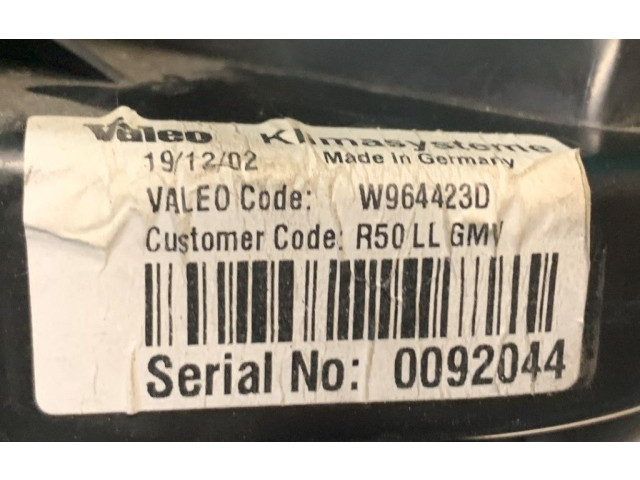 Valeo Klimasysteme
19/12/02 Made In Germany
VALEO Code: W964423D
Customer Code: R50 LL GMV
Serial No: 0092044